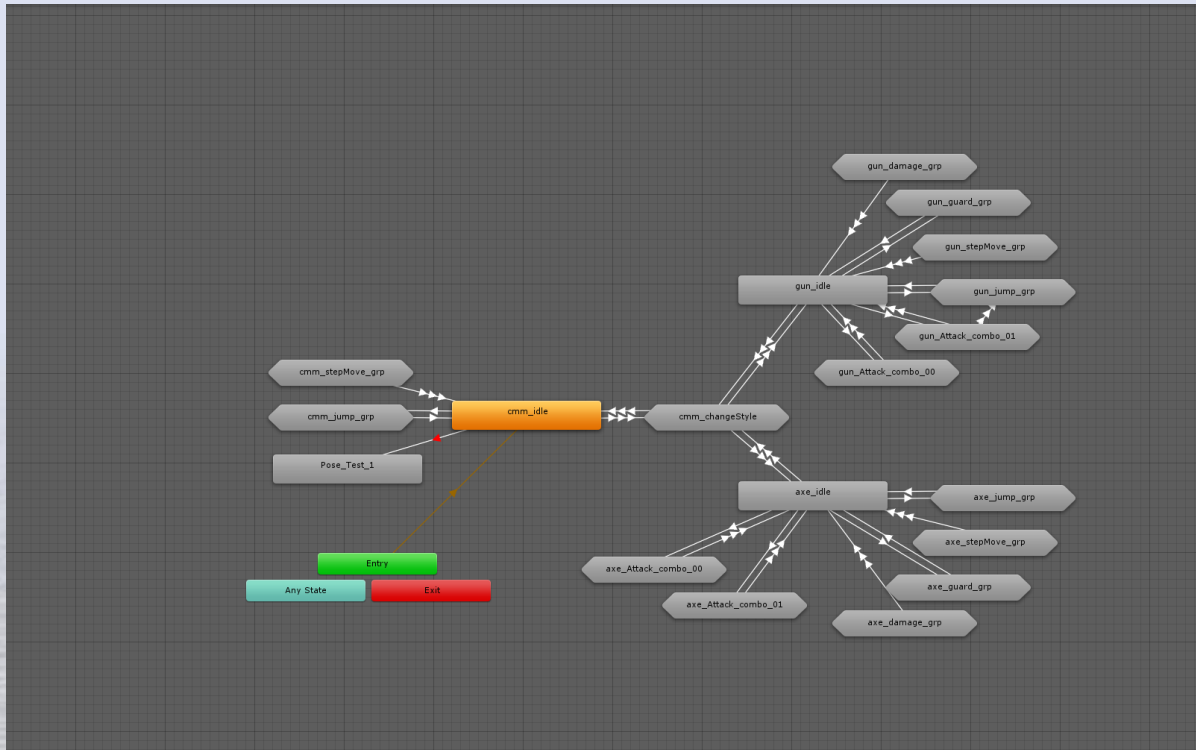 gun_damage_grp
gun_guard_grp
gun_stepMove_grp
gun_idle
gun_jump_grp
gun_Attack_combo_01
cmm_stepMove_grp
gun_Attack_combo_00
cmm_idle
cmm_jump_grp
cmm_changeStyle
Pose_Test_1
axe_idle
axe_jump_grp
axe_stepMove_grp
Entry
axe_Attack_combo_00
Any State
Exit
axe_guard_grp
axe_Attack_combo_01
axe_damage_grp